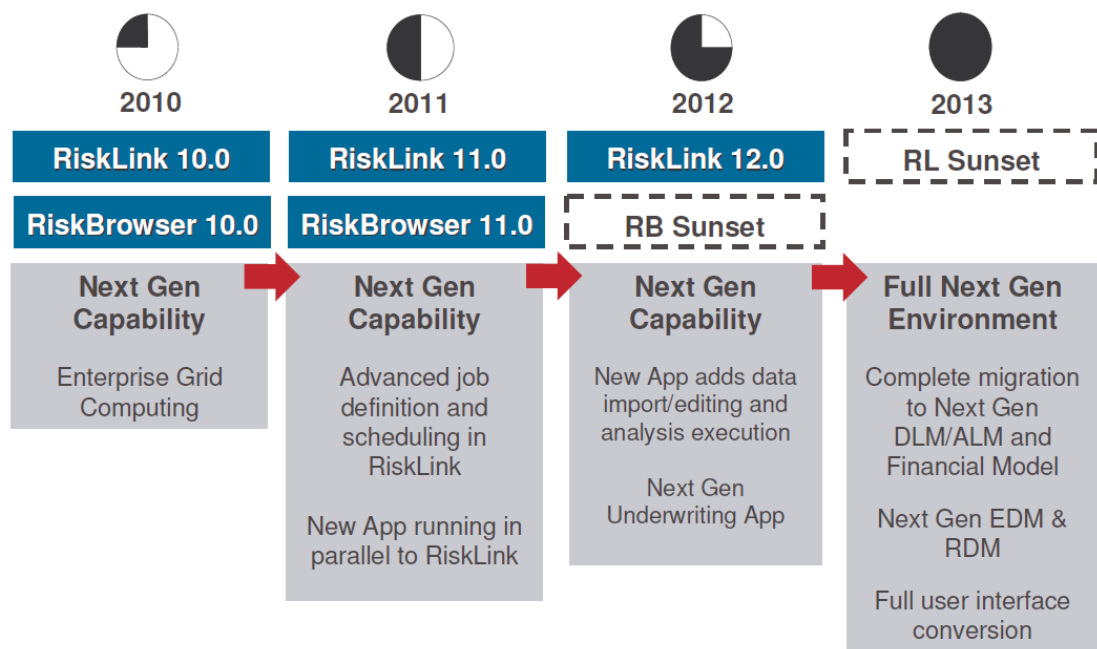 2010
2011
2012
2013
RiskLink 10.0
RiskLink 11.0
RiskLink 12.0
RL Sunset
RiskBrowser 10.0
RiskBrowser 11.0
RB Sunset
Next Gen
Capability
Enterprise Grid
Computing
Next Gen
Capability
Advanced job
definition and
scheduling in
RiskLink
New App running in
parallel to RiskLink
Next Gen
Capability
New App adds data
import/editing and
analysis execution
Next Gen
Underwriting App
Full Next Gen
Environment
Complete migration
to Next Gen
DLM/ALM and
Financial Model
Next Gen EDM &
RDM
Full user interface
conversion